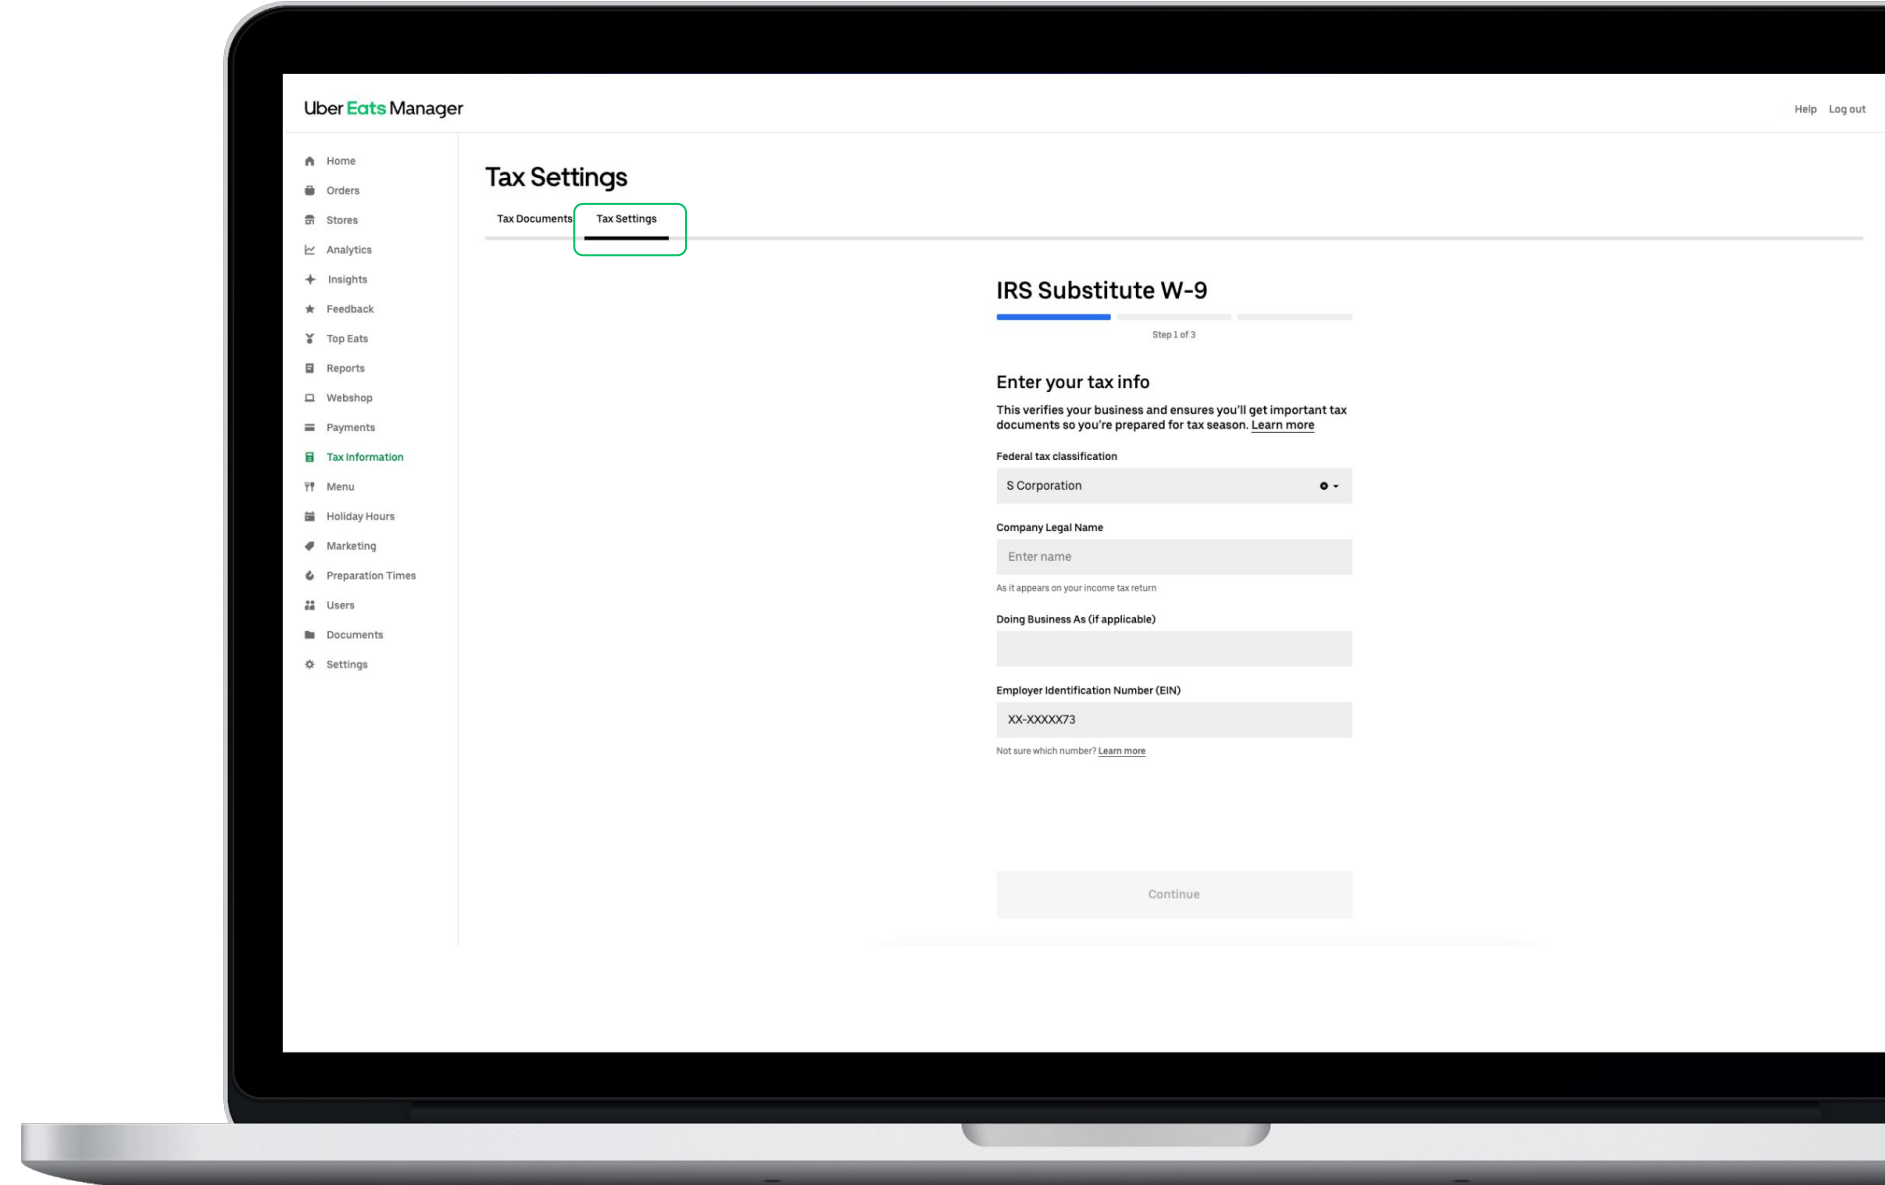 Uber Eats Manager
Help Log out
Home
Orders
Stores
Analytics
Insights
Feedback
Top Eats
Reports
Webshop
Payments
Tax Information
Menu
Holiday Hours
Marketing
Preparation Times
Users
Documents
Settings
Tax Settings
Tax Documents Tax Settings
IRS Substitute W-9
Step 1 of 3
Enter your tax info
This verifies your business and ensures you'll get important tax
documents so you're prepared for tax season. Learn more
Federal tax classification
S Corporation
Company Legal Name
Enter name
As it appears on your income tax return
Doing Business As (if applicable)
Employer Identification Number (EIN)
XX-XXXXX73
Not sure which number? Learn more
Continue